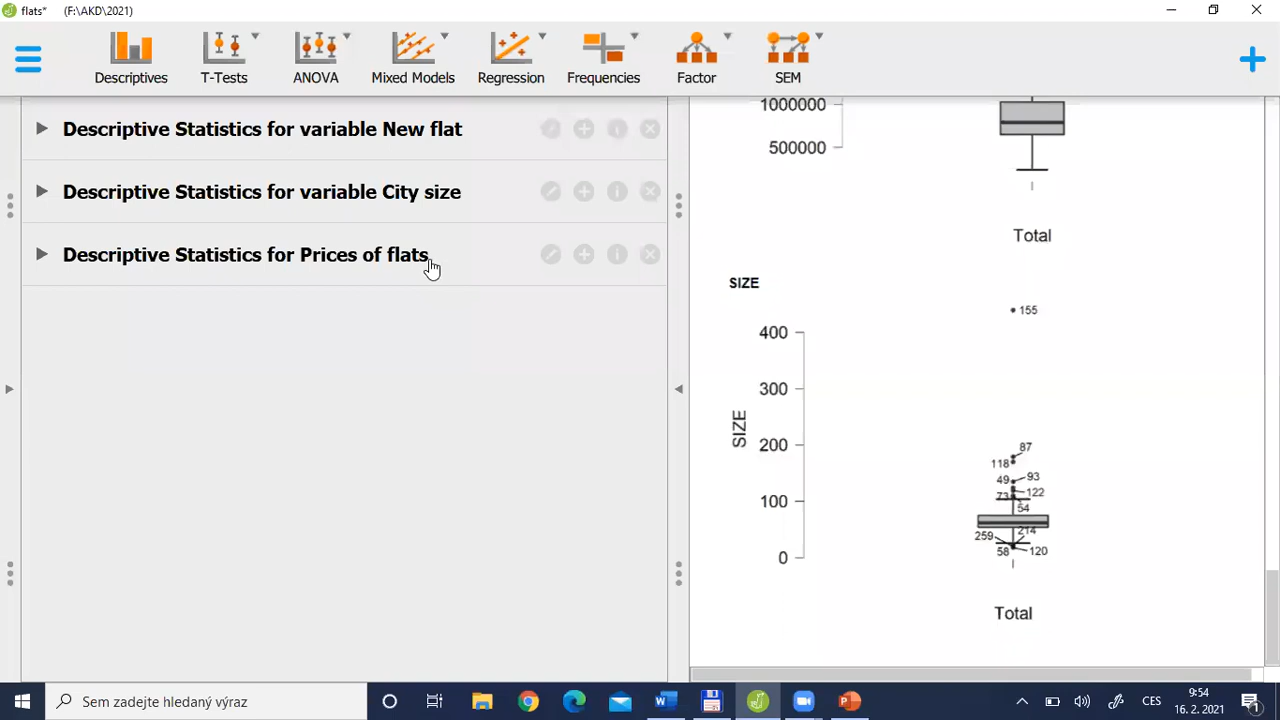 flats* (F:\AKD\2021)
Descriptives
T-Tests
ANOVA
Mixed Models
Regression
Frequencies
Factor
SEM
Descriptive Statistics for variable New flat
Descriptive Statistics for variable City size
Descriptive Statistics for Prices of flats
1000000
500000
Total
SIZE
155
400
300
SIZE
200
100
0
87
118
93
49
122
73
54
214
259
58
120
Total
Sem zadejte hledaný výraz
CES
9:54
16. 2. 2021
1